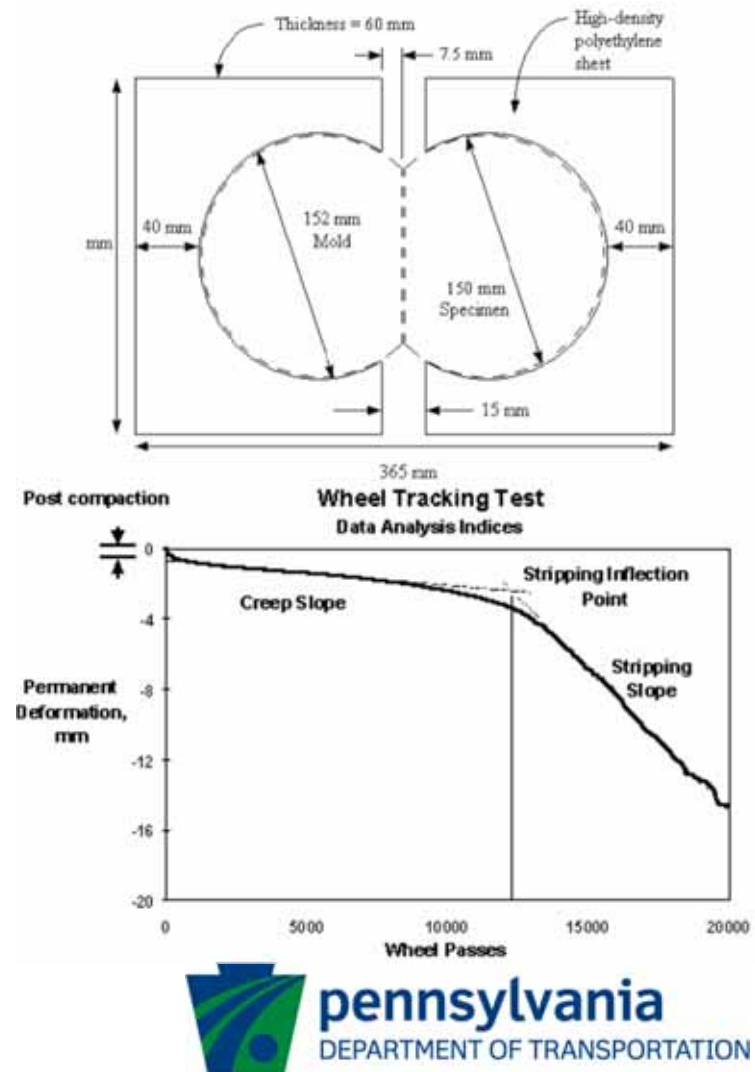 Thickness = 60 mm
7.5 mm
High-density
polyethylene
sheet
152 mm
Mold
40 mm
40 mm
mm
150 mm
Specimen
15 mm
365 mm
Post compaction
Wheel Tracking Test
Data Analysis Indices
0
Stripping Inflection
Point
Creep Slope
-4
Stripping
Slope
Permanent
Deformation,
mm
-8
-12
-16
-20
0
5000
10000
15000
20000
Wheel Passes
pennsylvania
DEPARTMENT OF TRANSPORTATION